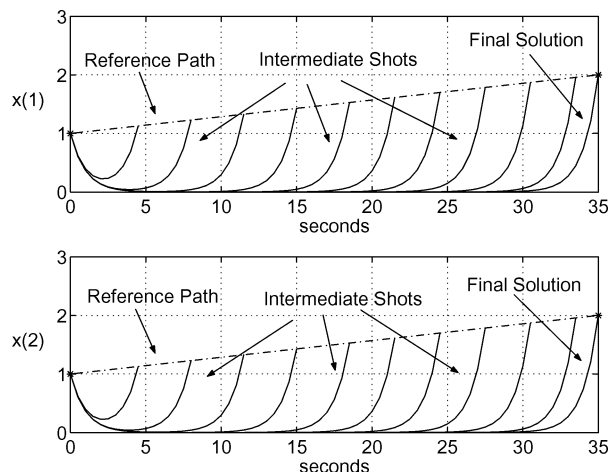 3
Final Solution
Reference Path
Intermediate Shots
2
x(1)
1
0
0 5 10 15 20 25 30 35
seconds
3
Final Solution
Reference Path
Intermediate Shots
2
x(2)
1
0
0 5 10 15 20 25 30 35
seconds